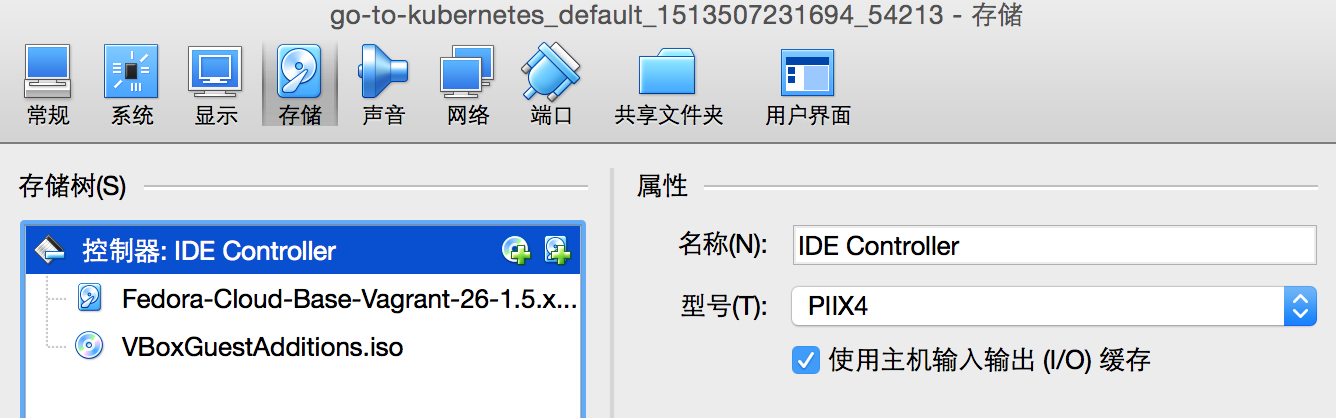 go-to-kubernetes_default_1513507231694_54213 - 存储
常规 系统 显示 存储 声音 网络 端口 共享文件夹 用户界面
存储树(S)
控制器: IDE Controller
Fedora-Cloud-Base-Vagrant-26-1.5.x...
VBoxGuestAdditions.iso
属性
名称(N): IDE Controller
型号(T): PIIX4
使用主机输入输出 (I/O) 缓存